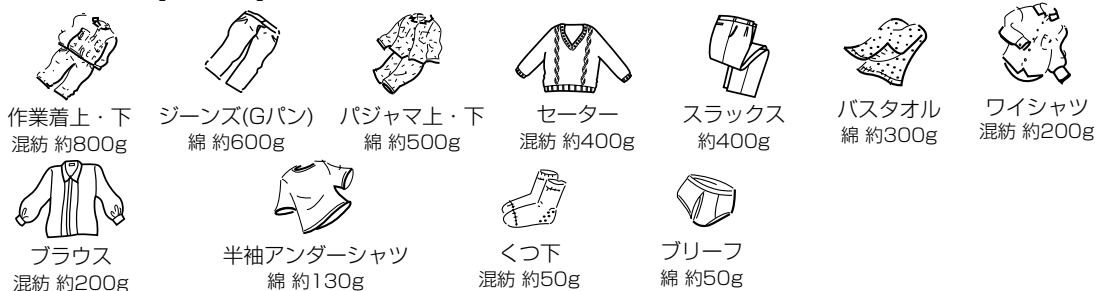 作業着上・下
混紡 約800g
ジーンズ(Gパン)
綿 約600g
パジャマ上・下
綿 約500g
セーター
混紡 約400g
スラックス
約400g
バスタオル
綿 約300g
ワイシャツ
混紡 約200g
ブラウス
混紡 約200g
半袖アンダーシャツ
綿 約130g
くつ下
混紡 約50g
ブリーフ
綿 約50g